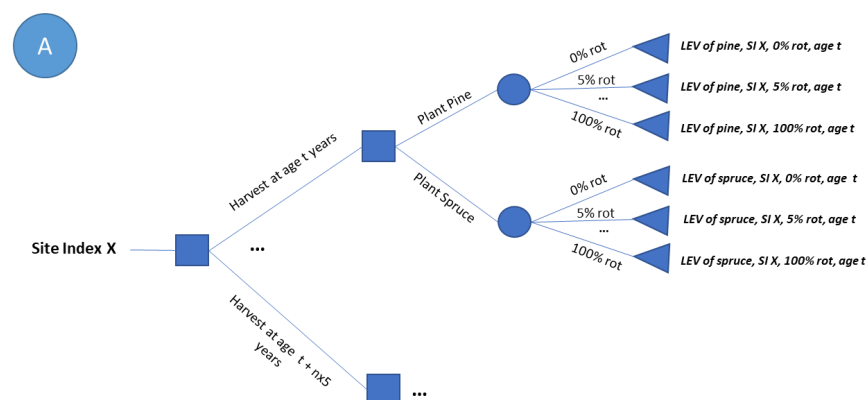 A
Site Index X
Harvest at age t years
...
Harvest at age t + nx5
years
...
Plant Pine
Plant Spruce
0% rot
5% rot
...
100% rot
LEV of pine, SI X, 0% rot, age t
LEV of pine, SI X, 5% rot, age t
LEV of pine, SI X, 100% rot, age t
0% rot
5% rot
...
100% rot
LEV of spruce, SI X, 0% rot, age t
LEV of spruce, SI X, 5% rot, age t
LEV of spruce, SI X, 100% rot, age t